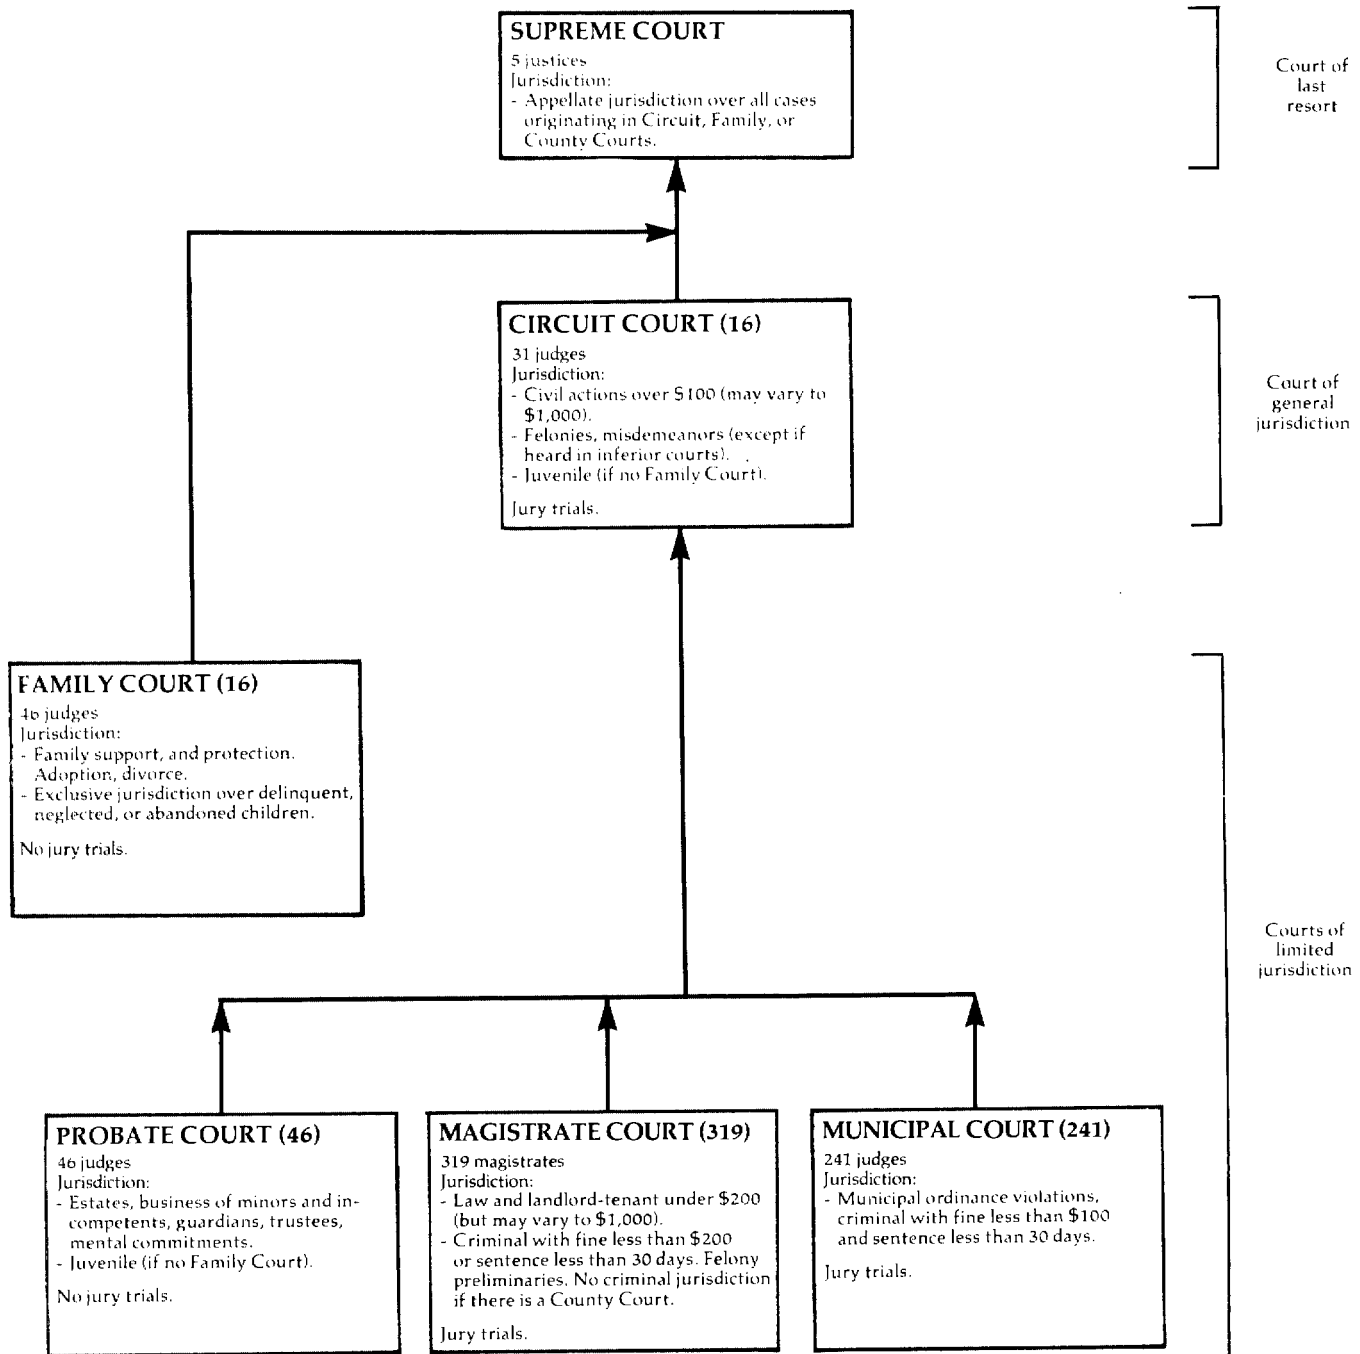 SUPREME COURT
5 justices
Jurisdiction:
- Appellate jurisdiction over all cases
originating in Circuit, Family, or
County Courts.
Court of
last
resort
CIRCUIT COURT (16)
31 judges
Jurisdiction:
- Civil actions over $100 (may vary to
$1,000).
- Felonies, misdemeanors (except if
heard in inferior courts).
- Juvenile (if no Family Court).
Jury trials.
Court of
general
jurisdiction
FAMILY COURT (16)
46 judges
Jurisdiction:
- Family support, and protection.
Adoption, divorce.
- Exclusive jurisdiction over delinquent,
neglected, or abandoned children.
No jury trials.
Courts of
limited
jurisdiction
PROBATE COURT (46)
46 judges
Jurisdiction:
- Estates, business of minors and in-
competents, guardians, trustees,
mental commitments.
- Juvenile (if no Family Court).
No jury trials.
MAGISTRATE COURT (319)
319 magistrates
Jurisdiction:
- Law and landlord-tenant under $200
(but may vary to $1,000).
- Criminal with fine less than $200
or sentence less than 30 days. Felony
preliminaries. No criminal jurisdiction
if there is a County Court.
Jury trials.
MUNICIPAL COURT (241)
241 judges
Jurisdiction:
- Municipal ordinance violations,
criminal with fine less than $100
and sentence less than 30 days.
Jury trials.